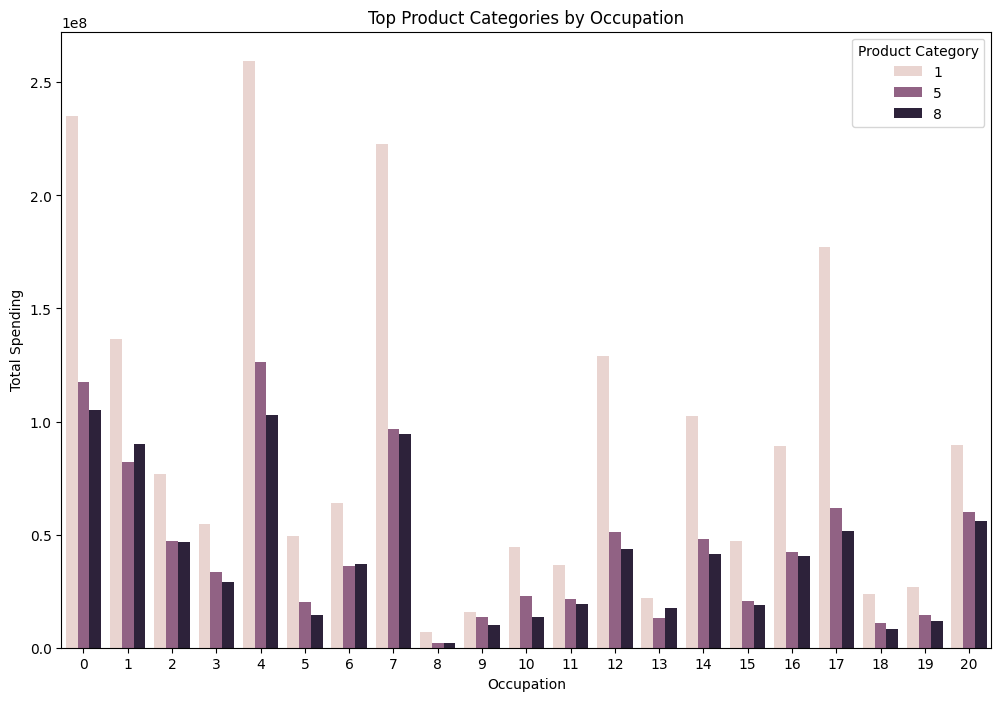 Top Product Categories by Occupation
1e8
Product Category
1
5
8
2.5
2.0
1.5
1.0
0.5
0.0
Total Spending
0 1 2 3 4 5 6 7 8 9 10 11 12 13 14 15 16 17 18 19 20
Occupation